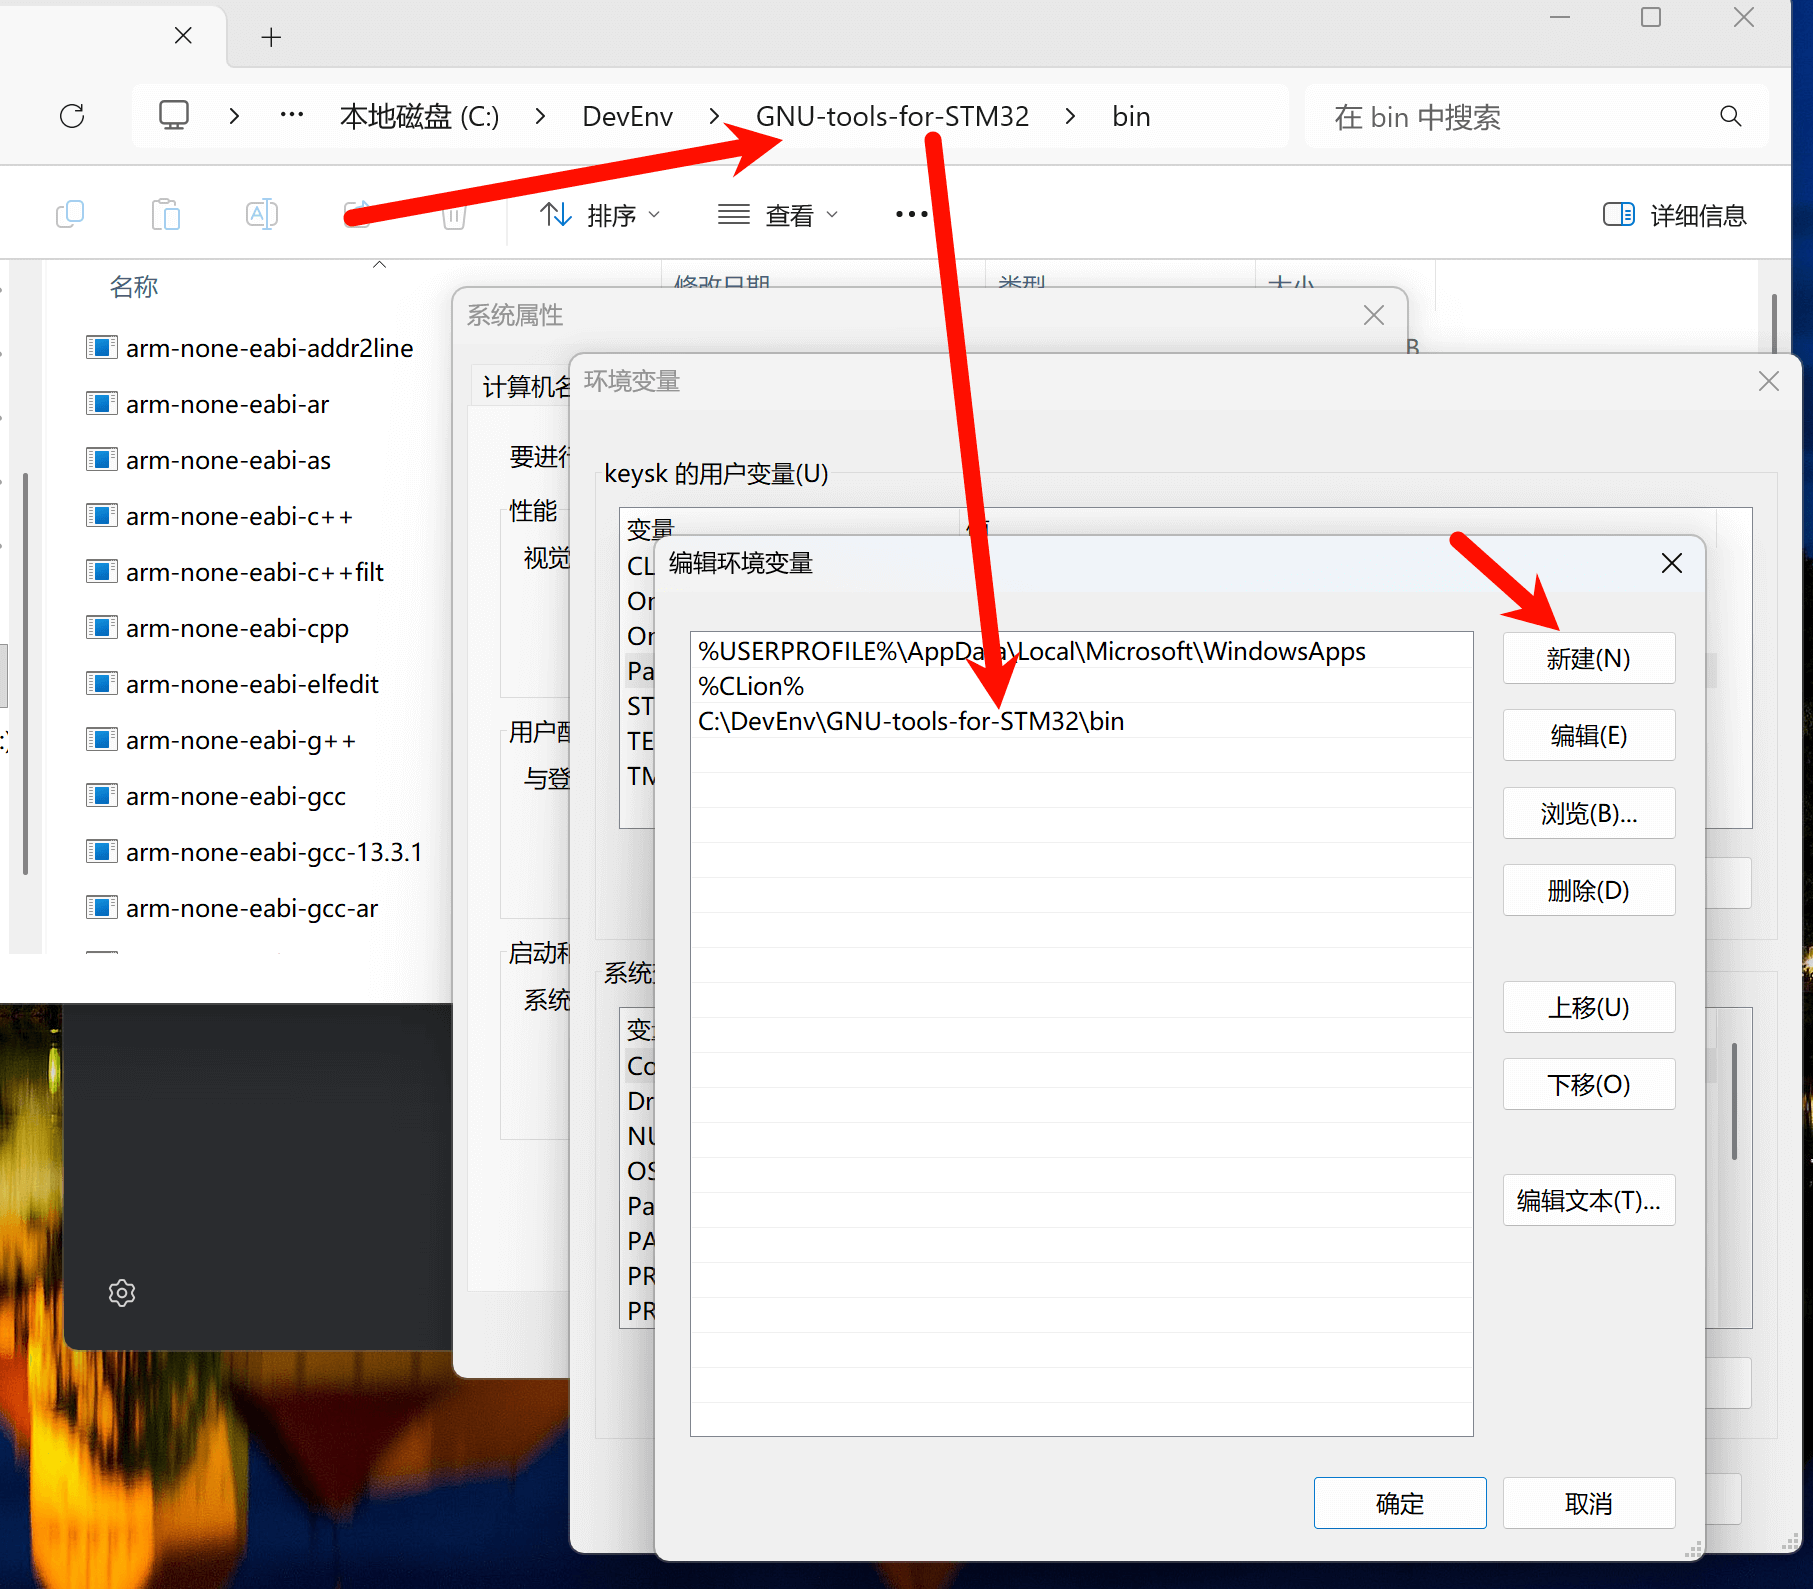 本地磁盘 (C:) > DevEnv > GNU-tools-for-STM32 > bin
在 bin 中搜索
排序
查看
详细信息
名称
修改日期
类型
大小
arm-none-eabi-addr2line
arm-none-eabi-ar
arm-none-eabi-as
arm-none-eabi-c++
arm-none-eabi-c++filt
arm-none-eabi-cpp
arm-none-eabi-elfedit
arm-none-eabi-g++
arm-none-eabi-gcc
arm-none-eabi-gcc-13.3.1
arm-none-eabi-gcc-ar
系统属性
计算机名
要进行
性能
视觉
用户配
与登
启动和
系统
环境变量
keysk 的用户变量(U)
变量
CL
Or
Or
Pa
ST
TE
TM
系统变
变量
Co
Dr
NU
OS
Pa
PA
PR
PR
编辑环境变量
%USERPROFILE%\AppData\Local\Microsoft\WindowsApps
%CLion%
C:\DevEnv\GNU-tools-for-STM32\bin
新建(N)
编辑(E)
浏览(B)...
删除(D)
上移(U)
下移(O)
编辑文本(T)...
确定
取消